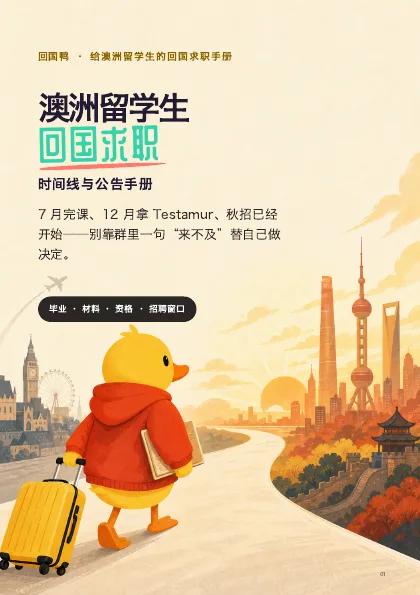 回国鸭 · 给澳洲留学生的回国求职手册
澳洲留学生
回国求职
时间线与公告手册
7 月完课、12 月拿 Testamur、秋招已经
开始——别靠群里一句“来不及”替自己做
决定。
毕业 · 材料 · 资格 · 招聘窗口
01